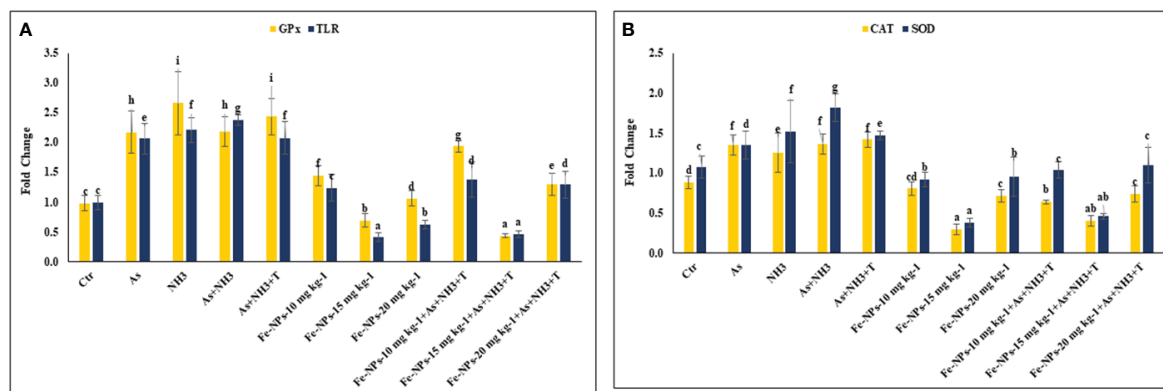 A
GPx TLR
Fold Change
3.5
3.0
2.5
2.0
1.5
1.0
0.5
0.0
c c h e i f h g i f f c b a c b g d a a e d
Ctr
As
NH3
As+NH3
As+NH3+T
Fe-NPs-10 mg kg-1
Fe-NPs-15 mg kg-1
Fe-NPs-20 mg kg-1
Fe-NPs-10 mg kg-1+As+NH3+T
Fe-NPs-15 mg kg-1+As+NH3+T
Fe-NPs-20 mg kg-1+As+NH3+T
B
CAT SOD
Fold Change
2.5
2.0
1.5
1.0
0.5
0.0
d c f d e f f g f e cd b a a c b b c ab ab c e
Ctr
As
NH3
As+NH3
As+NH3+T
Fe-NPs-10 mg kg-1
Fe-NPs-15 mg kg-1
Fe-NPs-20 mg kg-1
Fe-NPs-10 mg kg-1+As+NH3+T
Fe-NPs-15 mg kg-1+As+NH3+T
Fe-NPs-20 mg kg-1+As+NH3+T